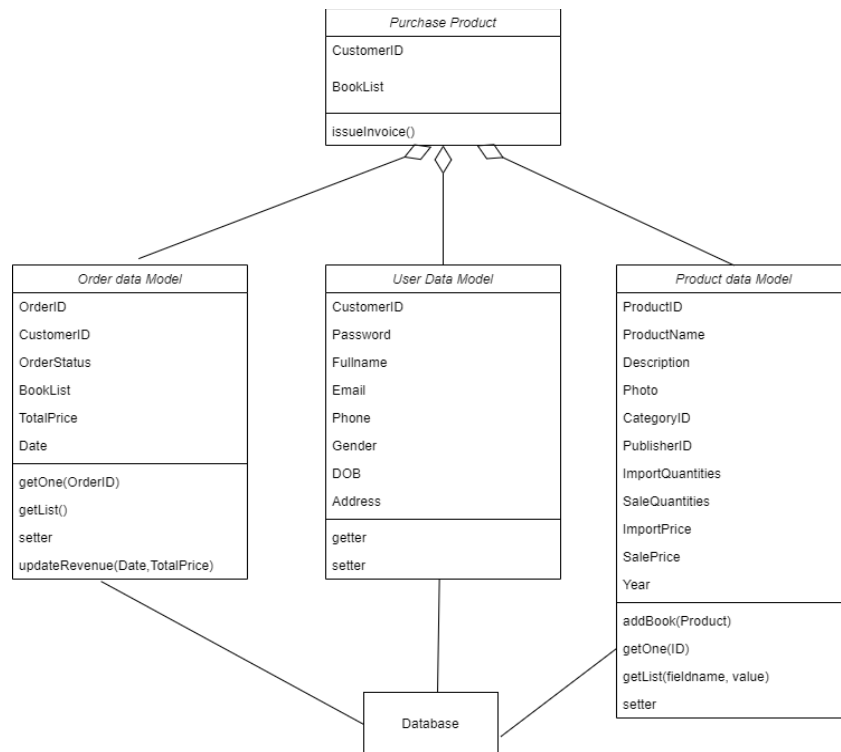 Purchase Product
CustomerID
BookList
issueInvoice()
Order data Model
OrderID
CustomerID
OrderStatus
BookList
TotalPrice
Date
getOne(OrderID)
getList()
setter
updateRevenue(Date,TotalPrice)
User Data Model
CustomerID
Password
Fullname
Email
Phone
Gender
DOB
Address
getter
setter
Product data Model
ProductID
ProductName
Description
Photo
CategoryID
PublisherID
ImportQuantities
SaleQuantities
ImportPrice
SalePrice
Year
addBook(Product)
getOne(ID)
getList(fieldname, value)
setter
Database